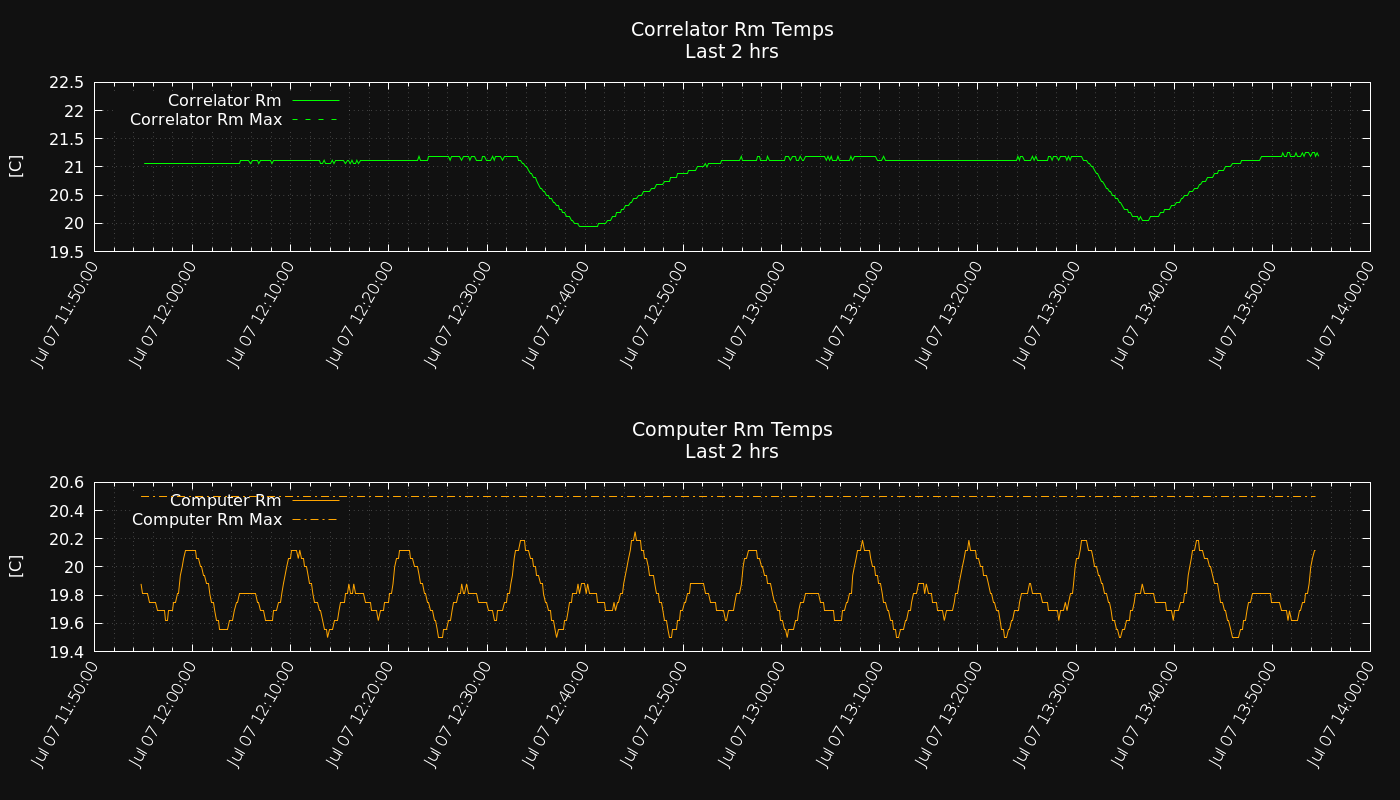 Correlator Rm Temps
Last 2 hrs
22.5
22
21.5
21
20.5
20
19.5
[C]
Correlator Rm
Correlator Rm Max
Jul 07 11:50:00
Jul 07 12:00:00
Jul 07 12:10:00
Jul 07 12:20:00
Jul 07 12:30:00
Jul 07 12:40:00
Jul 07 12:50:00
Jul 07 13:00:00
Jul 07 13:10:00
Jul 07 13:20:00
Jul 07 13:30:00
Jul 07 13:40:00
Jul 07 13:50:00
Jul 07 14:00:00
Computer Rm Temps
Last 2 hrs
20.6
20.4
20.2
20
19.8
19.6
19.4
[C]
Computer Rm
Computer Rm Max
Jul 07 11:50:00
Jul 07 12:00:00
Jul 07 12:10:00
Jul 07 12:20:00
Jul 07 12:30:00
Jul 07 12:40:00
Jul 07 12:50:00
Jul 07 13:00:00
Jul 07 13:10:00
Jul 07 13:20:00
Jul 07 13:30:00
Jul 07 13:40:00
Jul 07 13:50:00
Jul 07 14:00:00